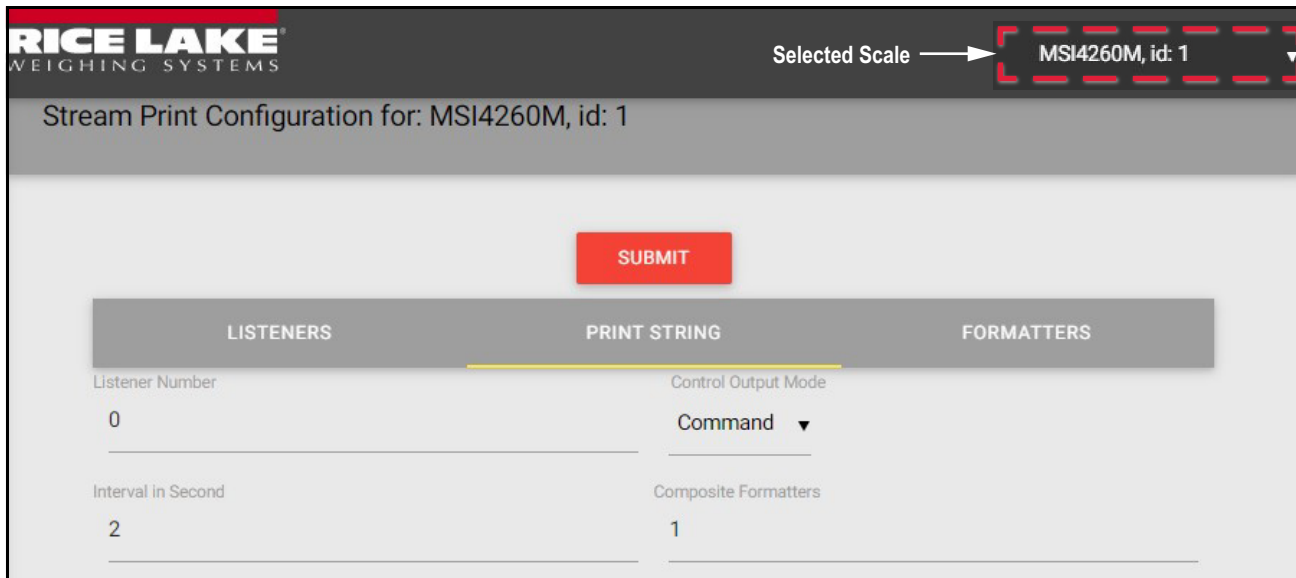 RICE LAKE®
WEIGHING SYSTEMS
Selected Scale
MSI4260M, id: 1
Stream Print Configuration for: MSI4260M, id: 1
SUBMIT
LISTENERS PRINT STRING FORMATTERS
Listener Number Control Output Mode
0 Command
Interval in Second Composite Formatters
2 1